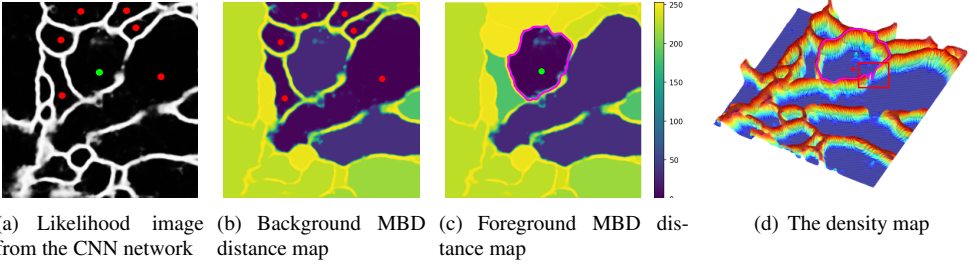 250
200
150
100
50
(a) Likelihood image
from the CNN network
(b) Background MBD
distance map
(c) Foreground MBD dis-
tance map
(d) The density map